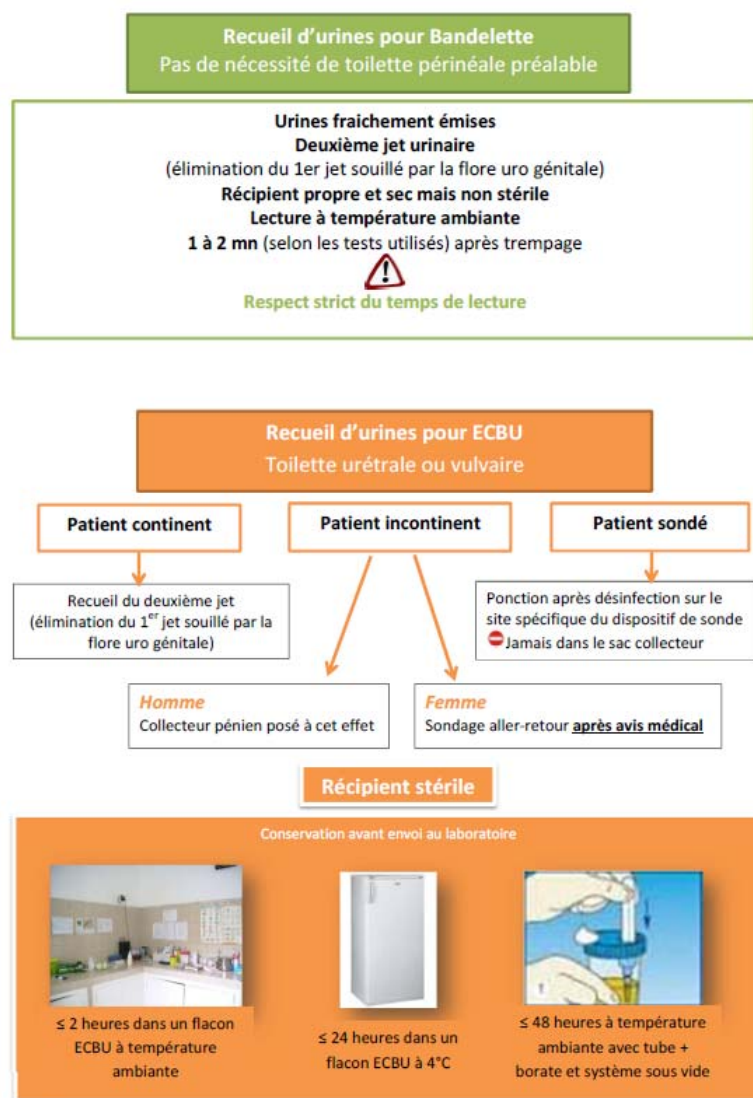 Recueil d’urines pour Bandelette
Pas de nécessité de toilette périnéale préalable
Urines fraichement émises
Deuxième jet urinaire
(élimination du 1er jet souillé par la flore uro génitale)
Récipient propre et sec mais non stérile
Lecture à température ambiante
1 à 2 mn (selon les tests utilisés) après trempage
Respect strict du temps de lecture
Recueil d’urines pour ECBU
Toilette urétrale ou vulvaire
Patient continent
Patient incontinent
Patient sondé
Recueil du deuxième jet
(élimination du 1er jet souillé par la
flore uro génitale)
Ponction après désinfection sur le
site spécifique du dispositif de sonde
Jamais dans le sac collecteur
Homme
Collecteur pénien posé à cet effet
Femme
Sondage aller-retour après avis médical
Récipient stérile
Conservation avant envoi au laboratoire
≤ 2 heures dans un flacon
ECBU à température
ambiante
≤ 24 heures dans un
flacon ECBU à 4°C
≤ 48 heures à température
ambiante avec tube +
borate et système sous vide